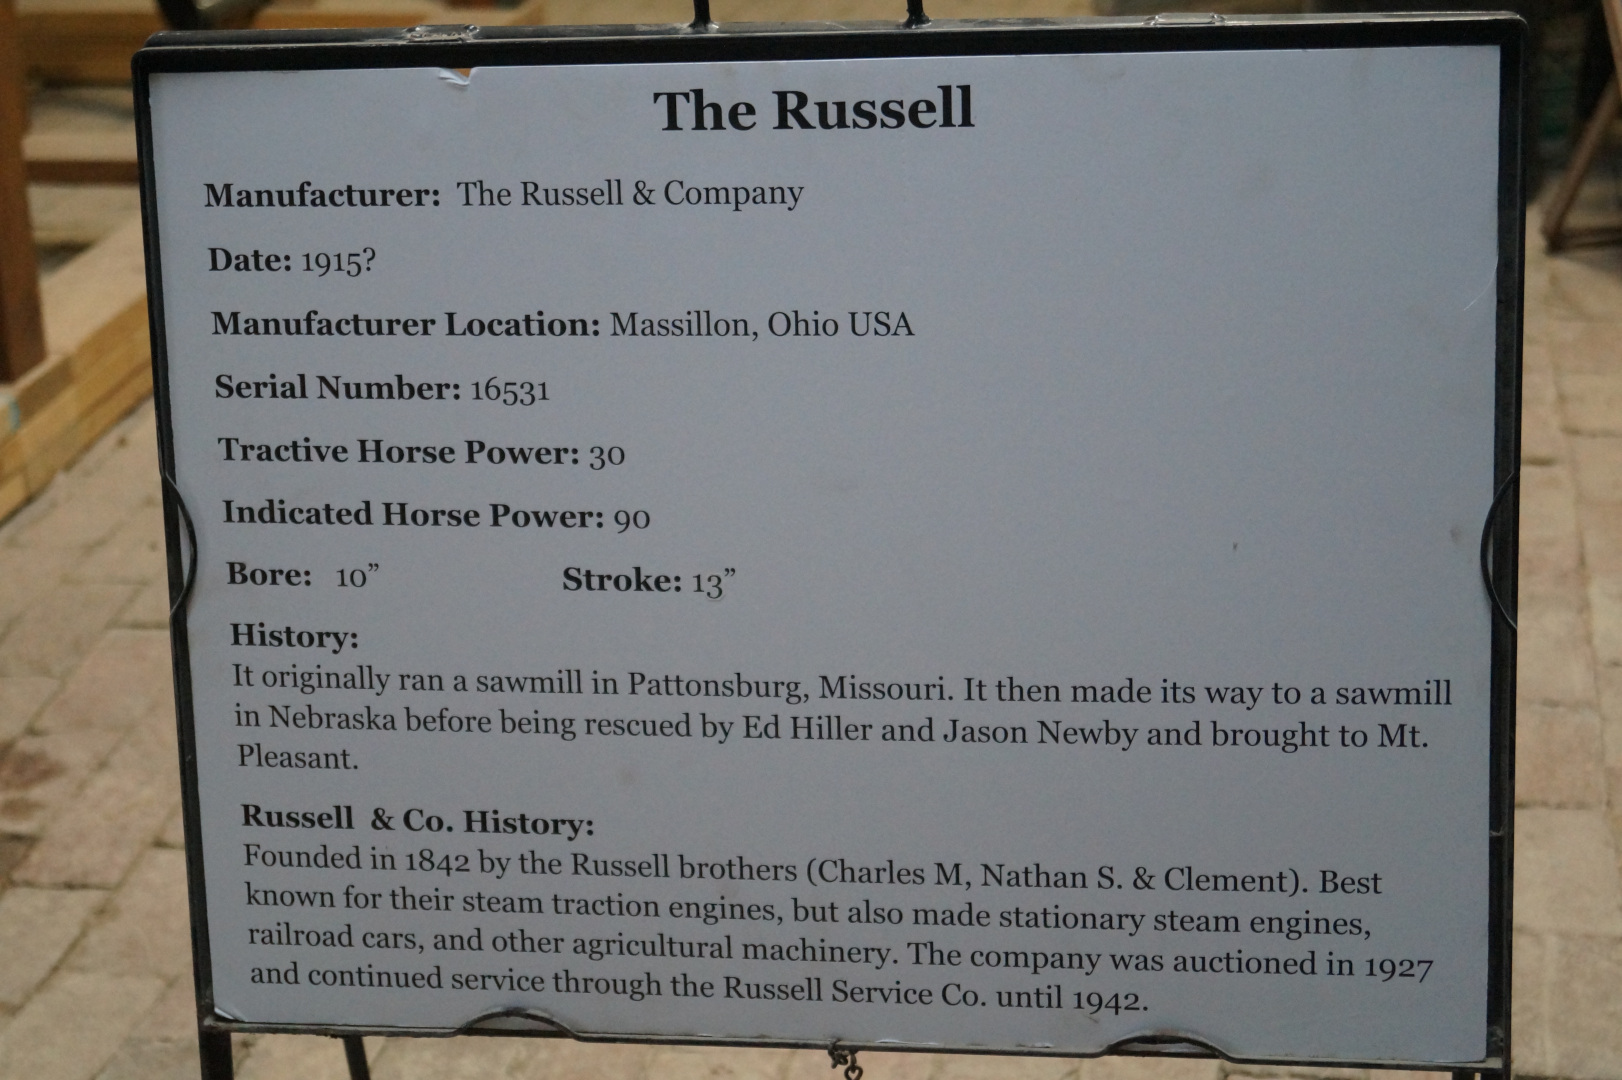 The Russell
Manufacturer: The Russell & Company
Date: 1915?
Manufacturer Location: Massillon, Ohio USA
Serial Number: 16531
Tractive Horse Power: 30
Indicated Horse Power: 90
Bore: 10” Stroke: 13”
History:
It originally ran a sawmill in Pattonsburg, Missouri. It then made its way to a sawmill
in Nebraska before being rescued by Ed Hiller and Jason Newby and brought to Mt.
Pleasant.
Russell & Co. History:
Founded in 1842 by the Russell brothers (Charles M, Nathan S. & Clement). Best
known for their steam traction engines, but also made stationary steam engines,
railroad cars, and other agricultural machinery. The company was auctioned in 1927
and continued service through the Russell Service Co. until 1942.